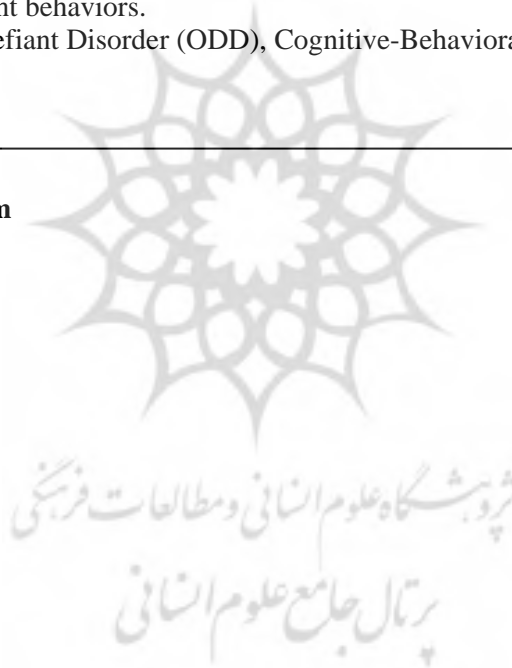 nt behaviors.
efiant Disorder (ODD), Cognitive-Behaviora
n
پژوهشگاه علوم انسانی و مطالعات فرهنگی
پرتال جامع علوم انسانی